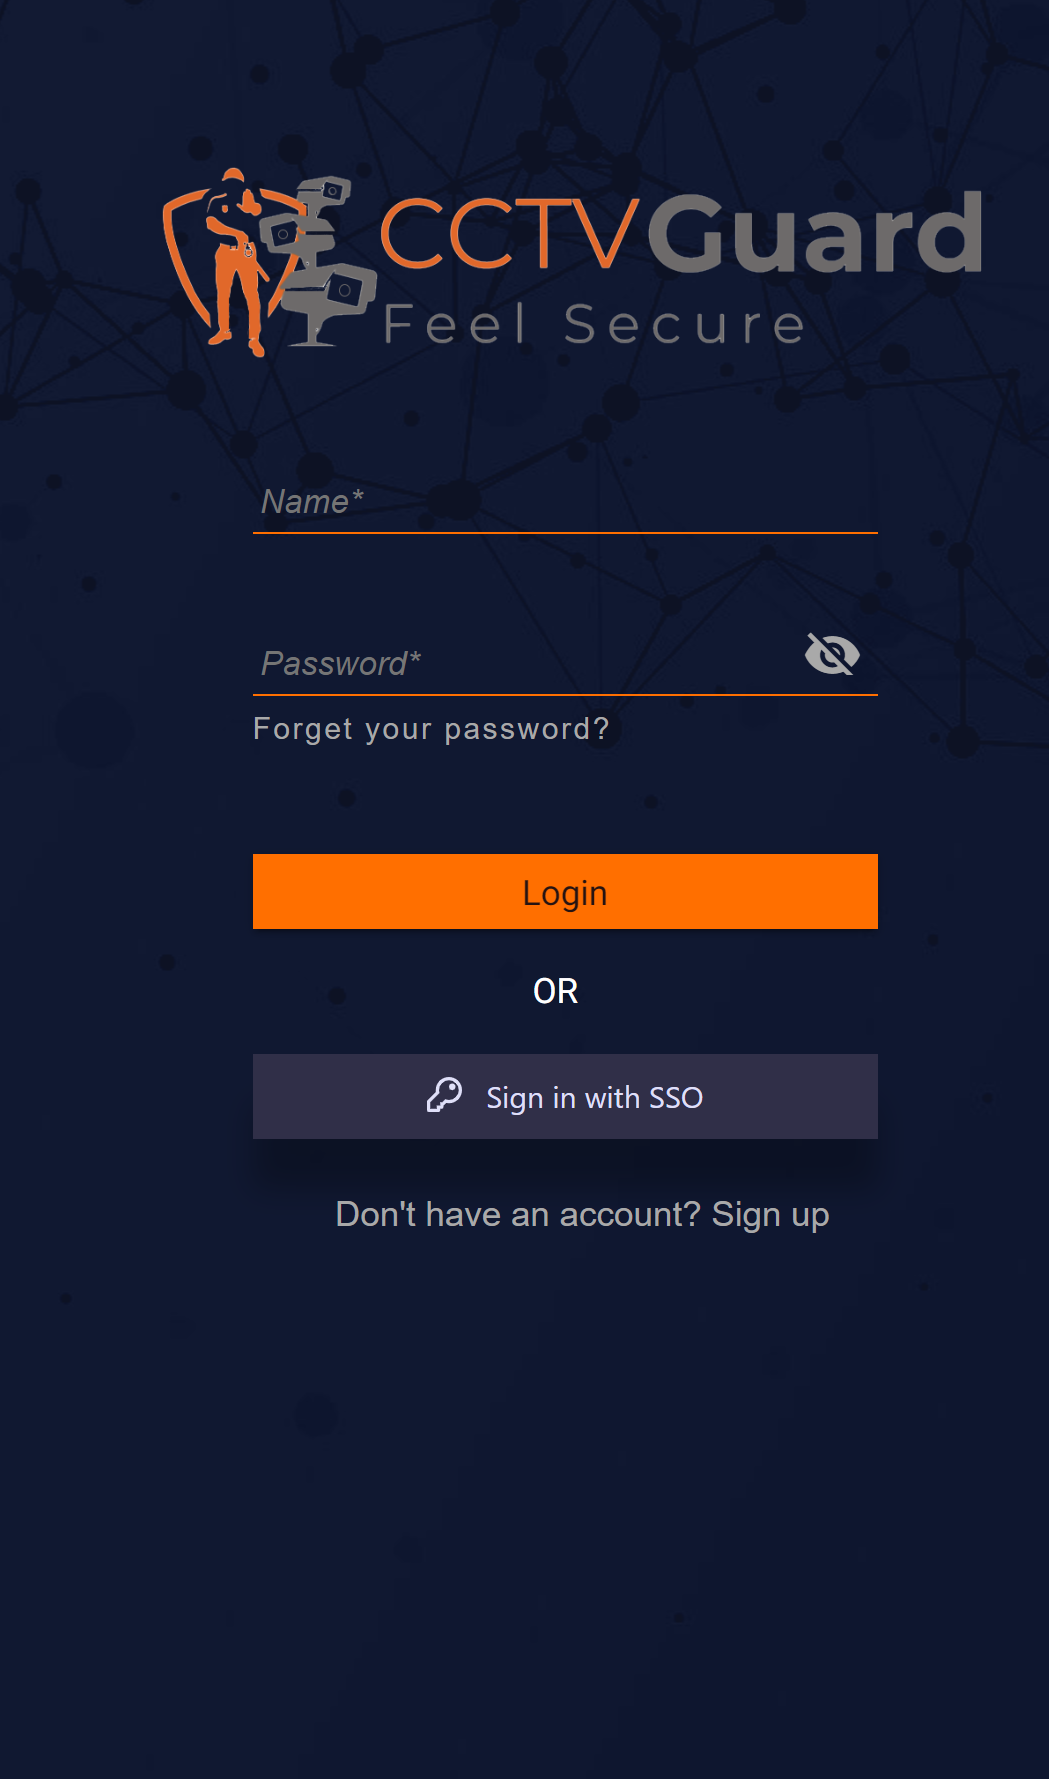 CCTVGuard
Feel Secure
Name*
Password*
Forget your password?
Login
OR
Sign in with SSO
Don't have an account? Sign up